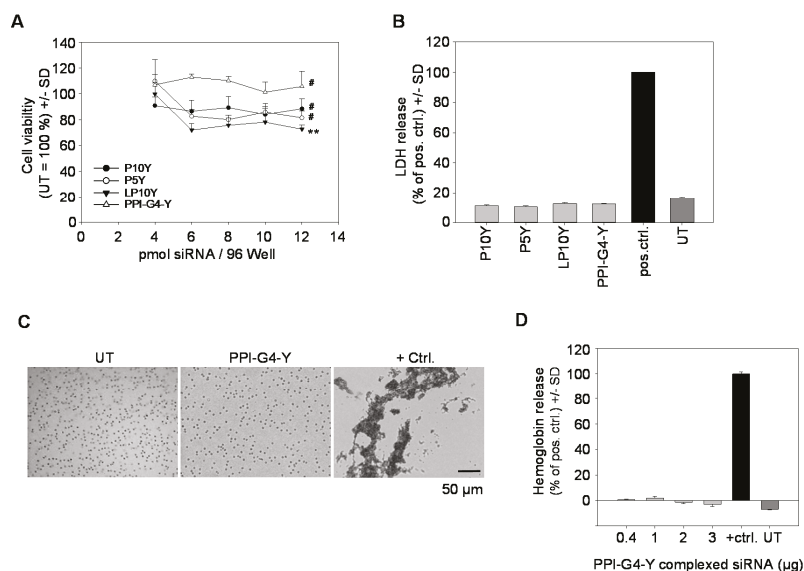 A
Cell viabiltiy
(UT = 100 %) +/- SD
140
120
100
80
60
40
20
0
#
#
#
**
P10Y
P5Y
LP10Y
PPI-G4-Y
0 2 4 6 8 10 12 14
pmol siRNA / 96 Well
B
LDH release
(% of pos. ctrl.) +/- SD
120
100
80
60
40
20
0
P10Y
P5Y
LP10Y
PPI-G4-Y
pos.ctrl.
UT
C
UT PPI-G4-Y + Ctrl.
50 µm
D
Hemoglobin release
(% of pos. ctrl.) +/- SD
120
100
80
60
40
20
0
0.4 1 2 3 +ctrl. UT
PPI-G4-Y complexed siRNA (µg)